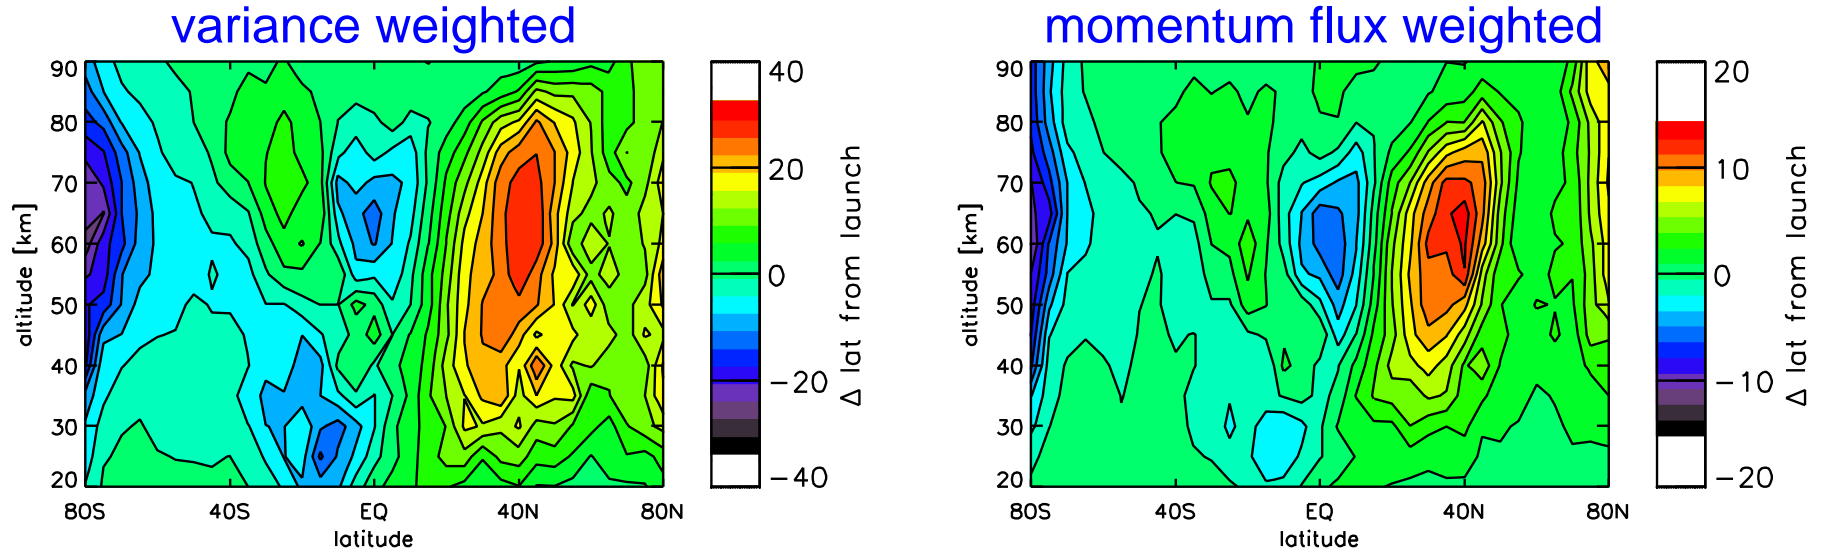 variance weighted
90
80
70
60
50
40
30
20
altitude [km]
80S 40S EQ 40N 80N
latitude
40
20
0
−20
−40
Δ lat from launch
momentum flux weighted
90
80
70
60
50
40
30
20
altitude [km]
80S 40S EQ 40N 80N
latitude
20
10
0
−10
−20
Δ lat from launch